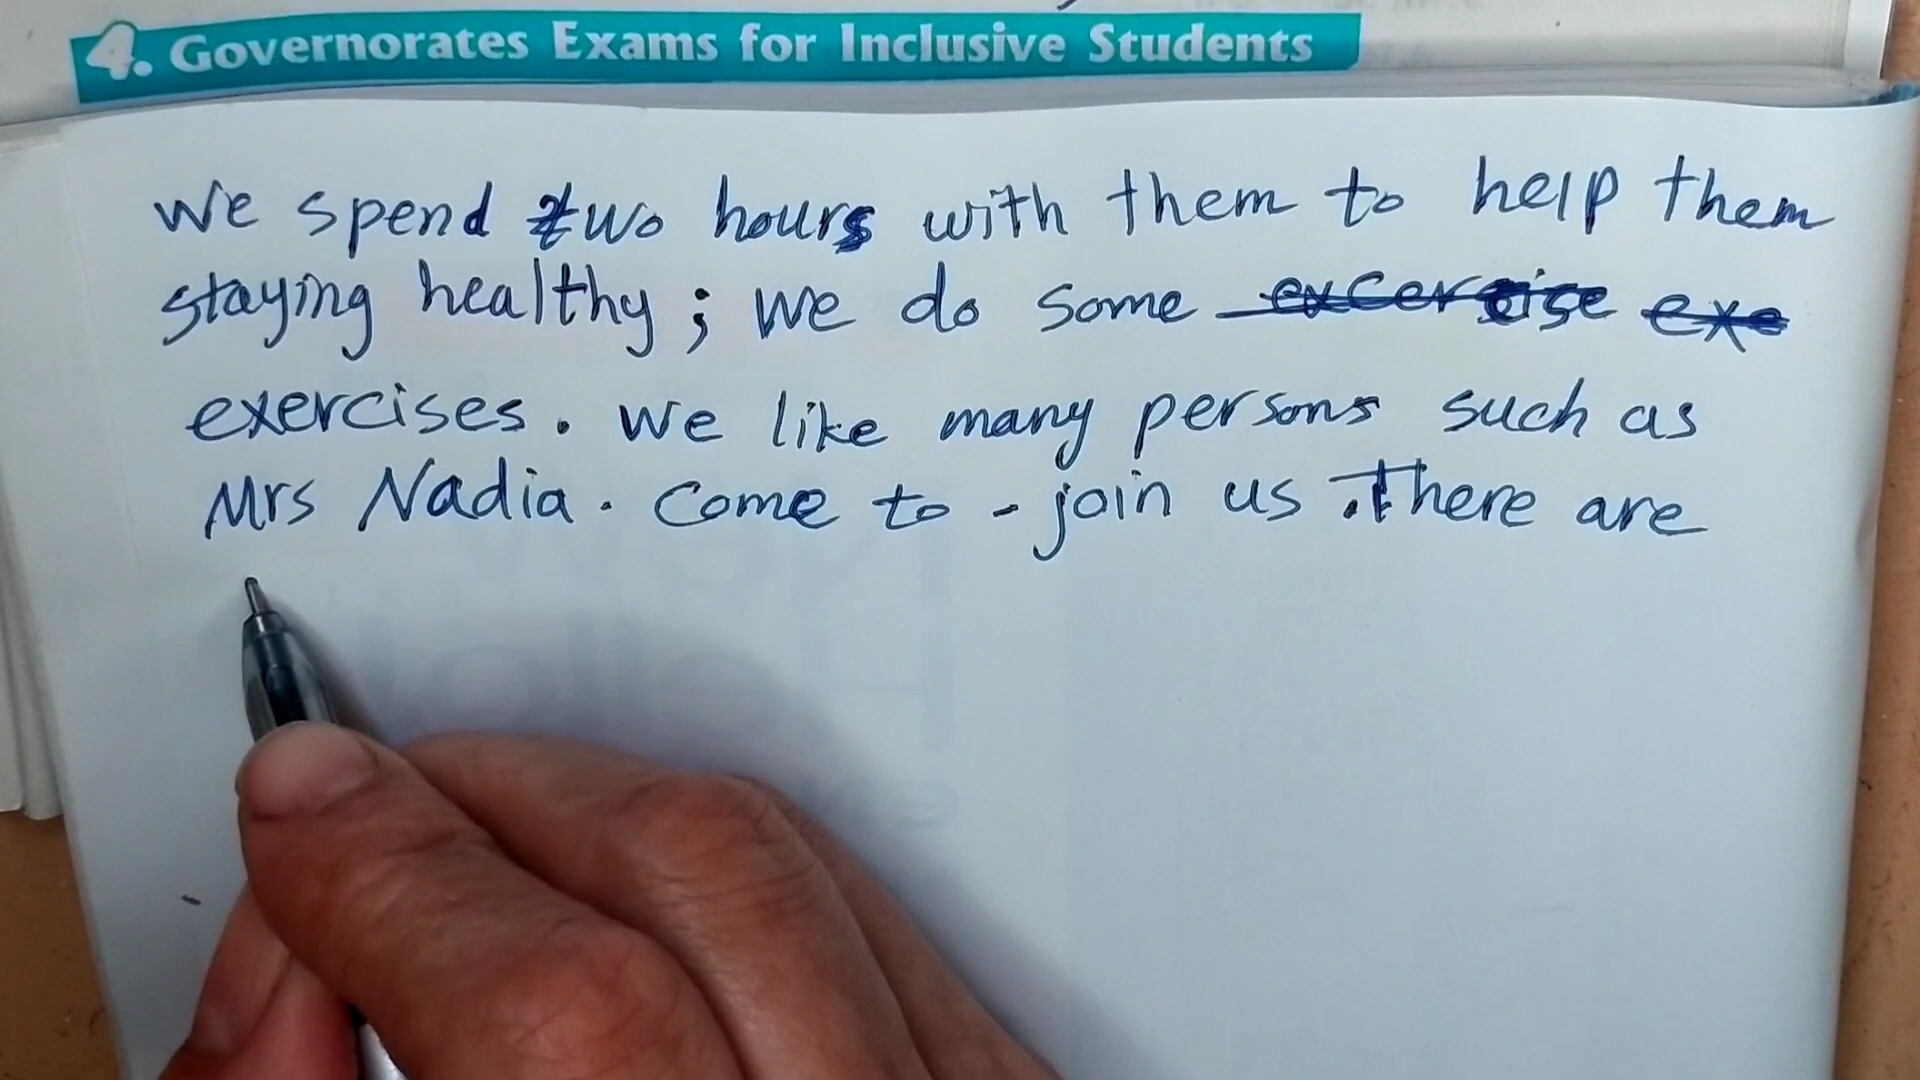 4. Governorates Exams for Inclusive Students
We spend two hours with them to help them
staying healthy; we do some excercise exe
exercises. We like many persons such as
Mrs Nadia. Come to - join us. There are